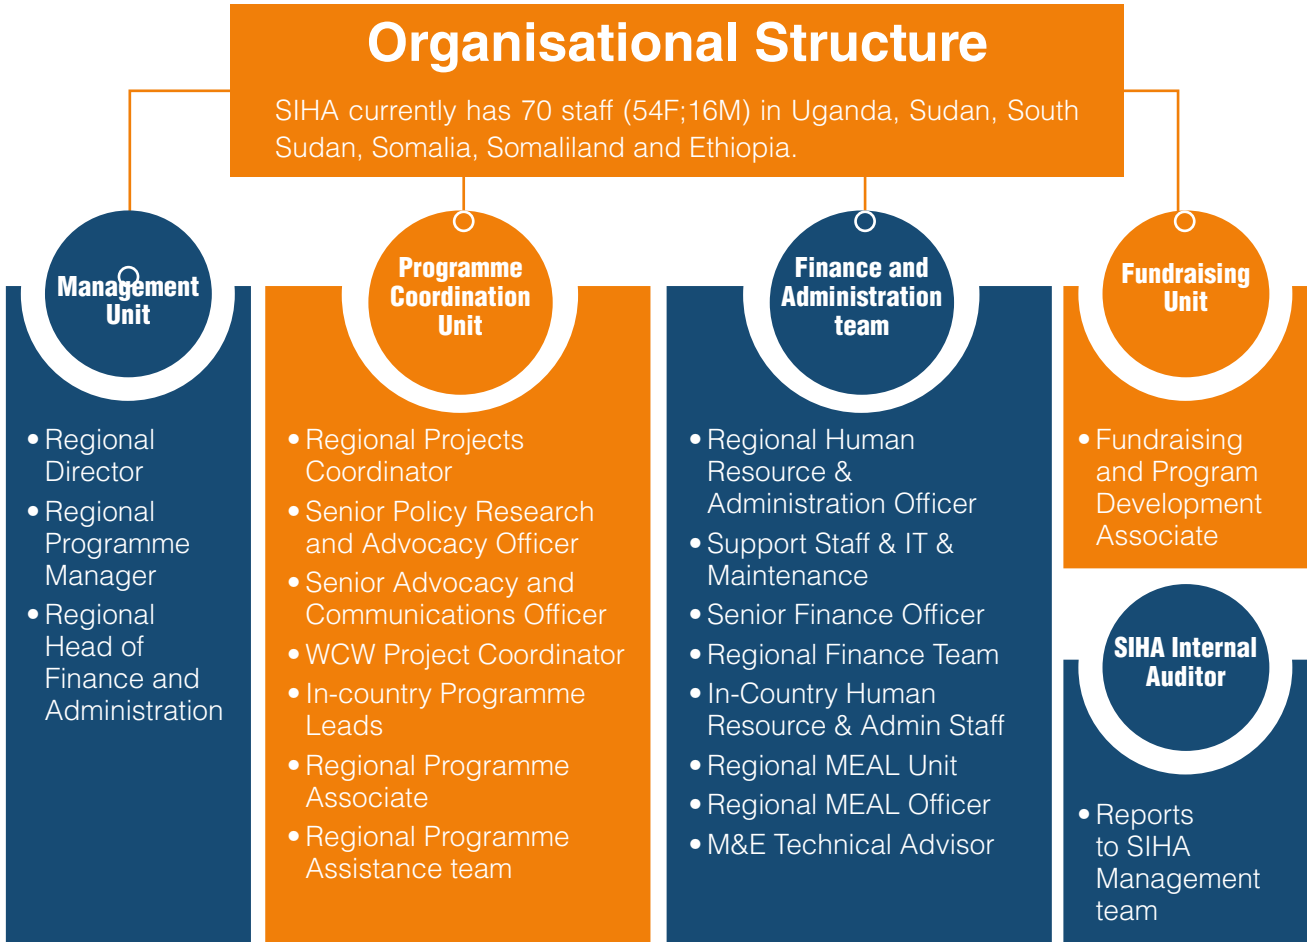 Organisational Structure
SIHA currently has 70 staff (54F;16M) in Uganda, Sudan, South
Sudan, Somalia, Somaliland and Ethiopia.
Management
Unit
• Regional
Director
• Regional
Programme
Manager
• Regional
Head of
Finance and
Administration
Programme
Coordination
Unit
• Regional Projects
Coordinator
• Senior Policy Research
and Advocacy Officer
• Senior Advocacy and
Communications Officer
• WCW Project Coordinator
• In-country Programme
Leads
• Regional Programme
Associate
• Regional Programme
Assistance team
Finance and
Administration
team
• Regional Human
Resource &
Administration Officer
• Support Staff & IT &
Maintenance
• Senior Finance Officer
• Regional Finance Team
• In-Country Human
Resource & Admin Staff
• Regional MEAL Unit
• Regional MEAL Officer
• M&E Technical Advisor
Fundraising
Unit
• Fundraising
and Program
Development
Associate
SIHA Internal
Auditor
• Reports
to SIHA
Management
team